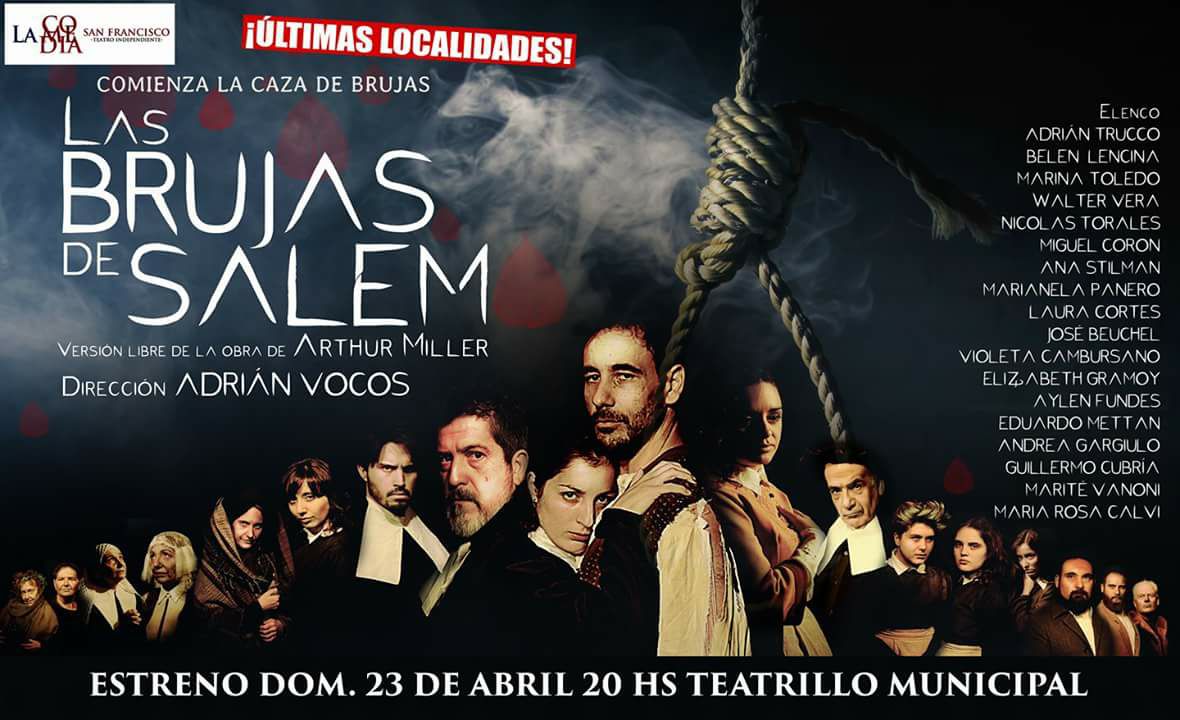 LA COMEDIA SAN FRANCISCO
-TEATRO INDEPENDIENTE-
¡ÚLTIMAS LOCALIDADES!
COMIENZA LA CAZA DE BRUJAS
LAS
BRUJAS
DE SALEM
VERSIÓN LIBRE DE LA OBRA DE ARTHUR MILLER
DIRECCIÓN ADRIÁN VOCOS
ELENCO
ADRIÁN TRUCCO
BELEN LENCINA
MARINA TOLEDO
WALTER VERA
NICOLAS TORALES
MIGUEL CORON
ANA STILMAN
MARIANELA PANERO
LAURA CORTES
JOSÉ BEUCHEL
VIOLETA CAMBURSANO
ELIZABETH GRAMOY
AYLEN FUNDES
EDUARDO METTAN
ANDREA GARGIULO
GUILLERMO CUBRÍA
MARITÉ VANONI
MARIA ROSA CALVI
ESTRENO DOM. 23 DE ABRIL 20 HS TEATRILLO MUNICIPAL